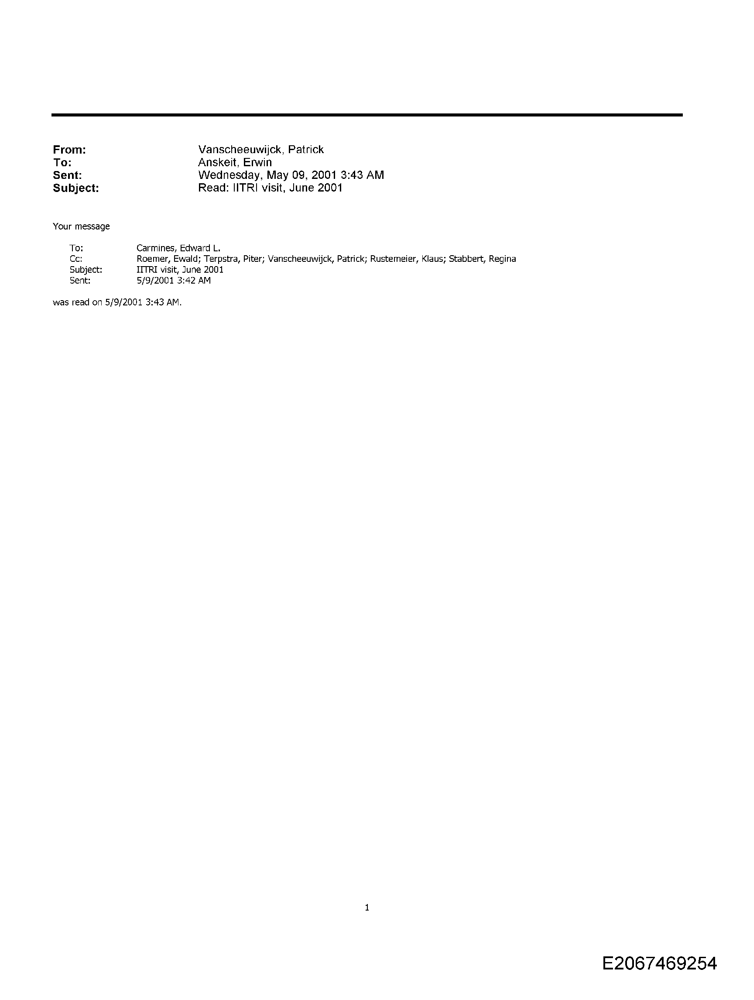 From: Vanscheeuwijck, Patrick
To: Anskeit, Erwin
Sent: Wednesday, May 09, 2001 3:43 AM
Subject: Read: IITRI visit, June 2001
Your message
To: Carmines, Edward L.
Cc: Roemer, Ewald; Terpstra, Piter; Vanscheeuwijck, Patrick; Rustemeier, Klaus; Stabbert, Regina
Subject: IITRI visit, June 2001
Sent: 5/9/2001 3:42 AM
was read on 5/9/2001 3:43 AM.
1
E2067469254